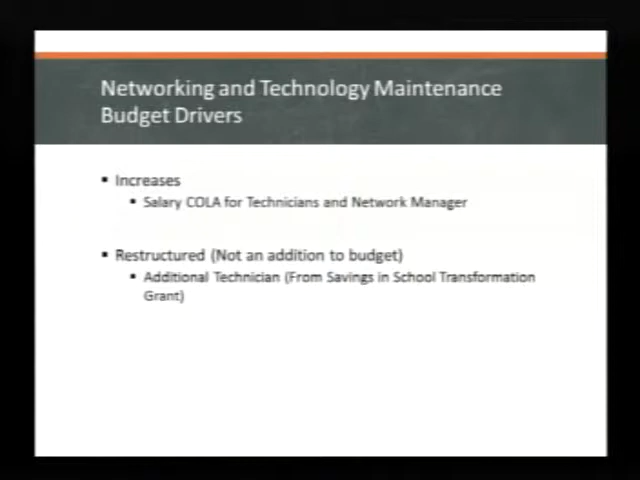 Networking and Technology Maintenance
Budget Drivers
▪ Increases
▪ Salary COLA for Technicians and Network Manager
▪ Restructured (Not an addition to budget)
▪ Additional Technician (From Savings in School Transformation
Grant)